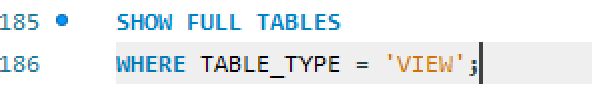 185 SHOW FULL TABLES
186 WHERE TABLE_TYPE = 'VIEW';